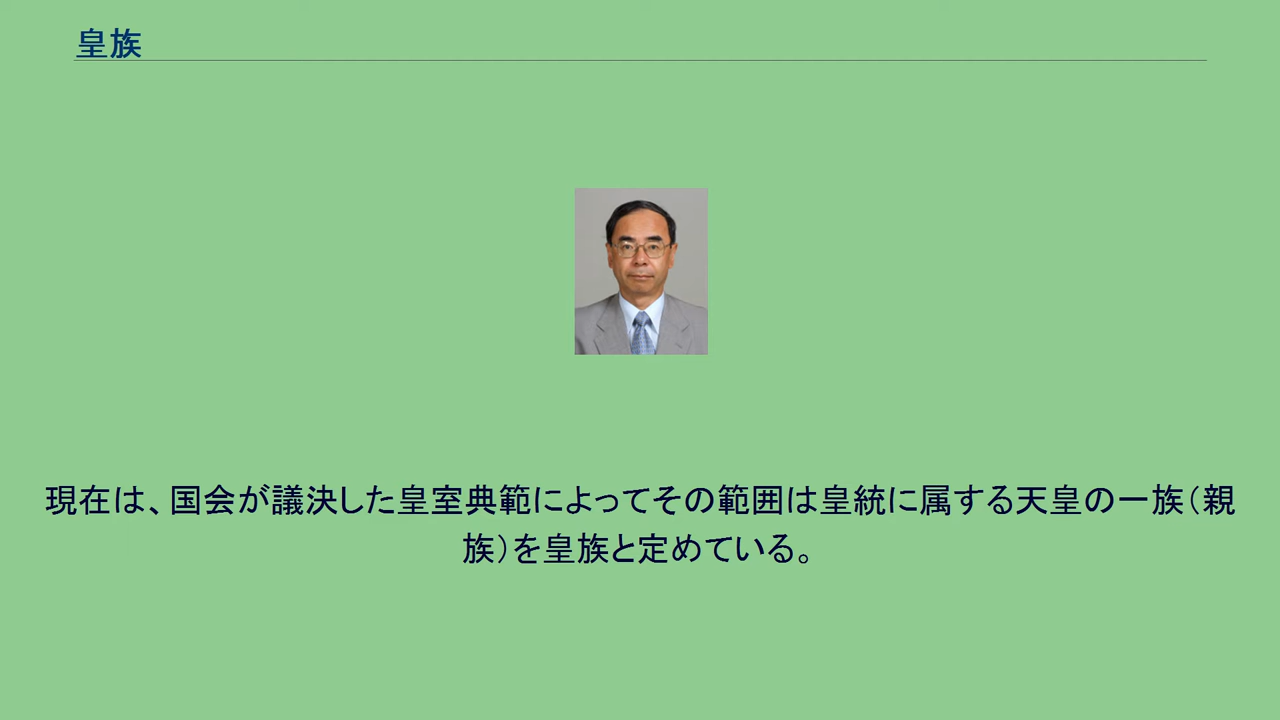 皇族
現在は、国会が議決した皇室典範によってその範囲は皇統に属する天皇の一族（親
族）を皇族と定めている。